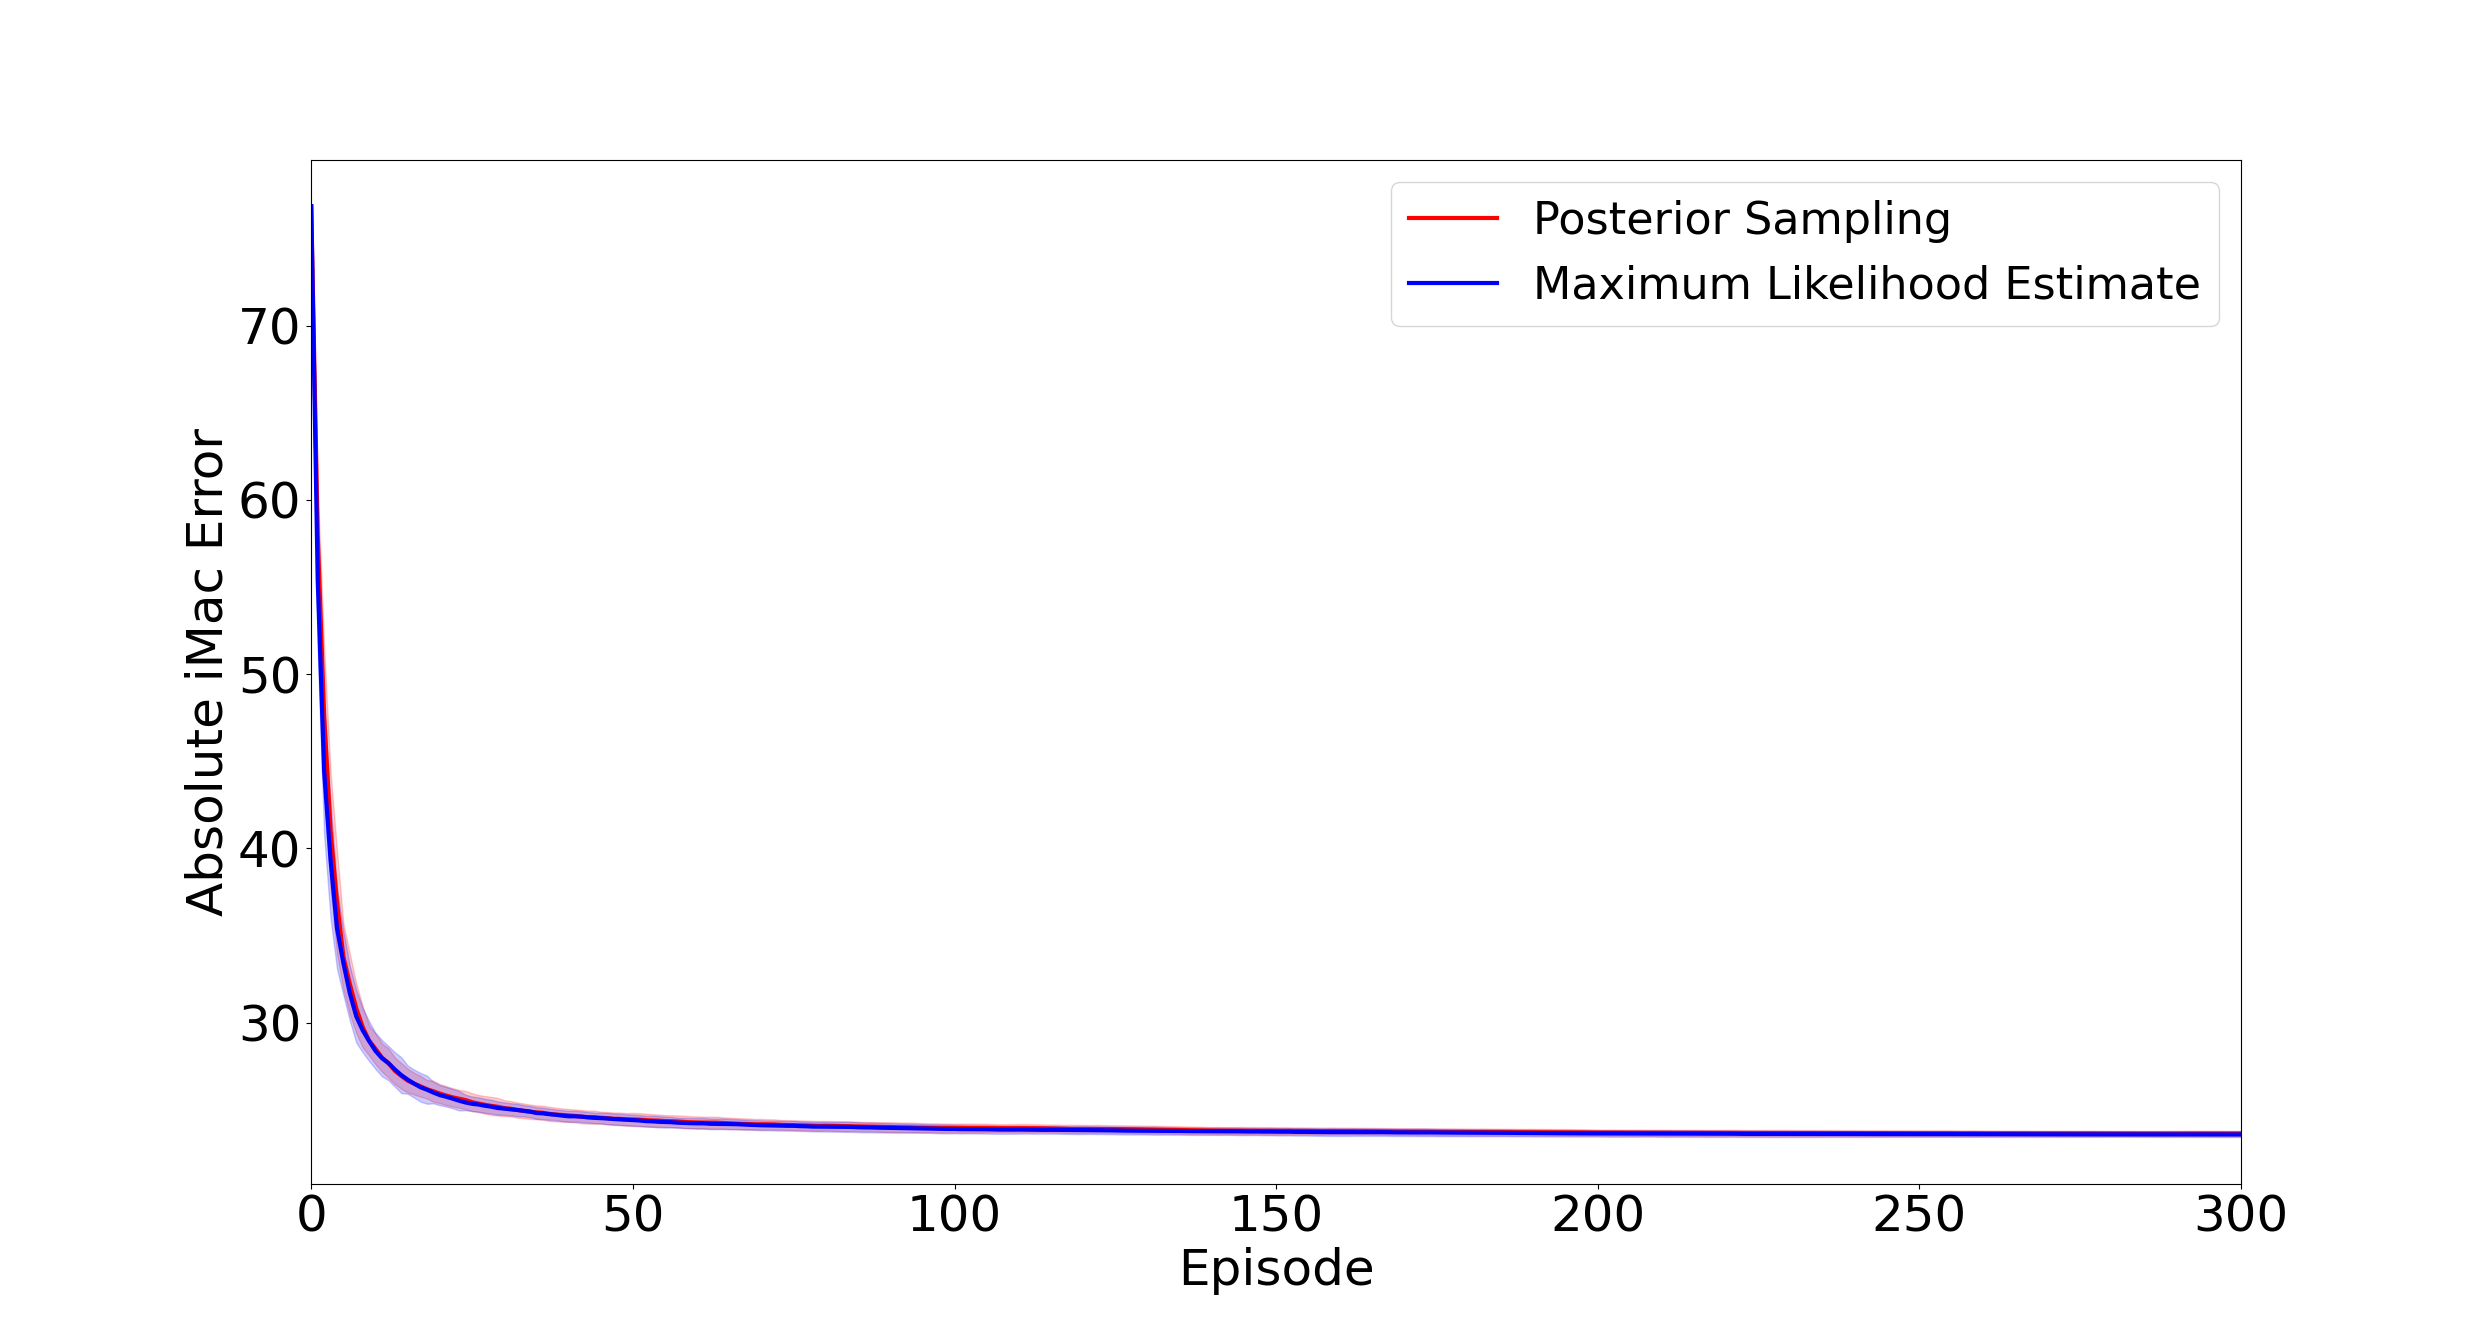 Posterior Sampling
Maximum Likelihood Estimate
Absolute iMac Error
70
60
50
40
30
0 50 100 150 200 250 300
Episode